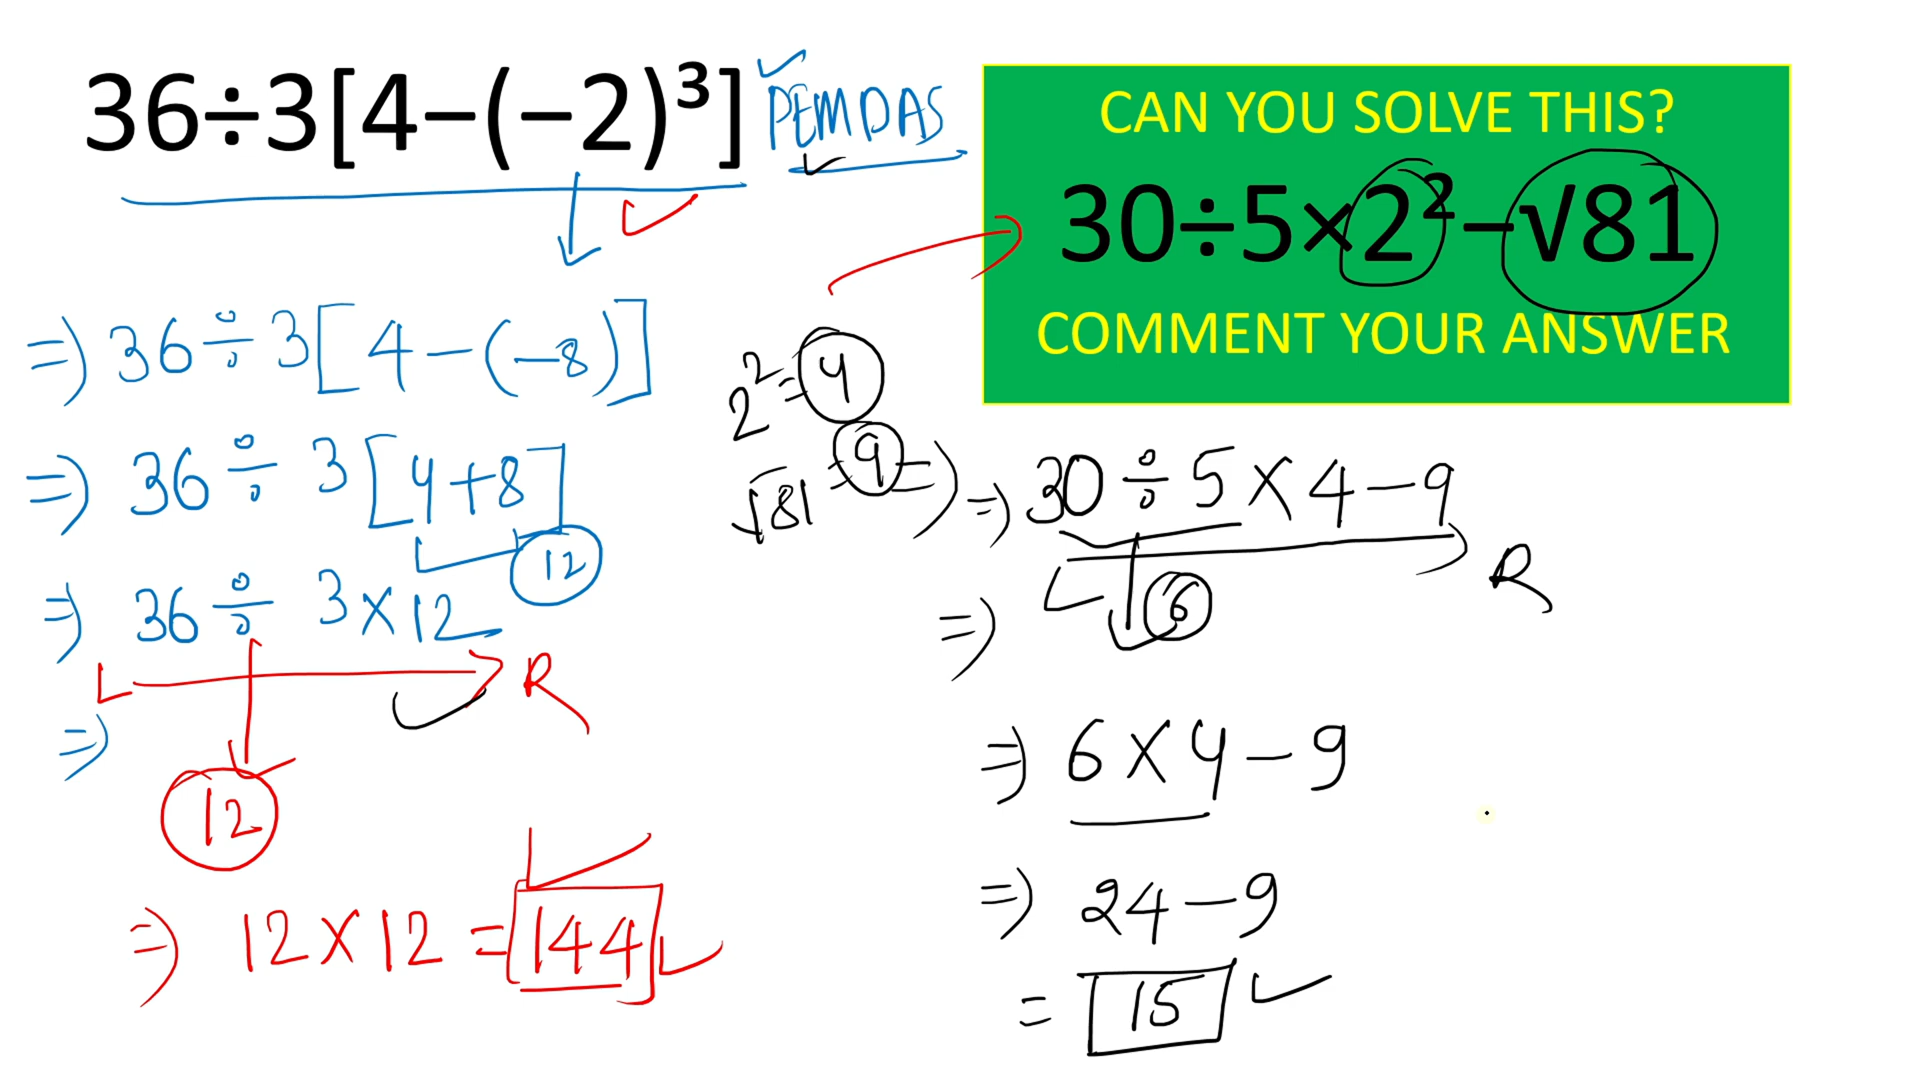 36÷3[4−(−2)³]
PEMDAS
=> 36 ÷ 3[4 − (−8)]
=> 36 ÷ 3 [4+8]
12
=> 36 ÷ 3 × 12
L R
=>
12
=> 12 × 12 = 144
CAN YOU SOLVE THIS?
30÷5×2²−√81
COMMENT YOUR ANSWER
2² = 4
√81 = 9 =>
=> 30 ÷ 5 × 4 − 9
L R
=> 6
=> 6 × 4 − 9
=> 24 − 9
= 15